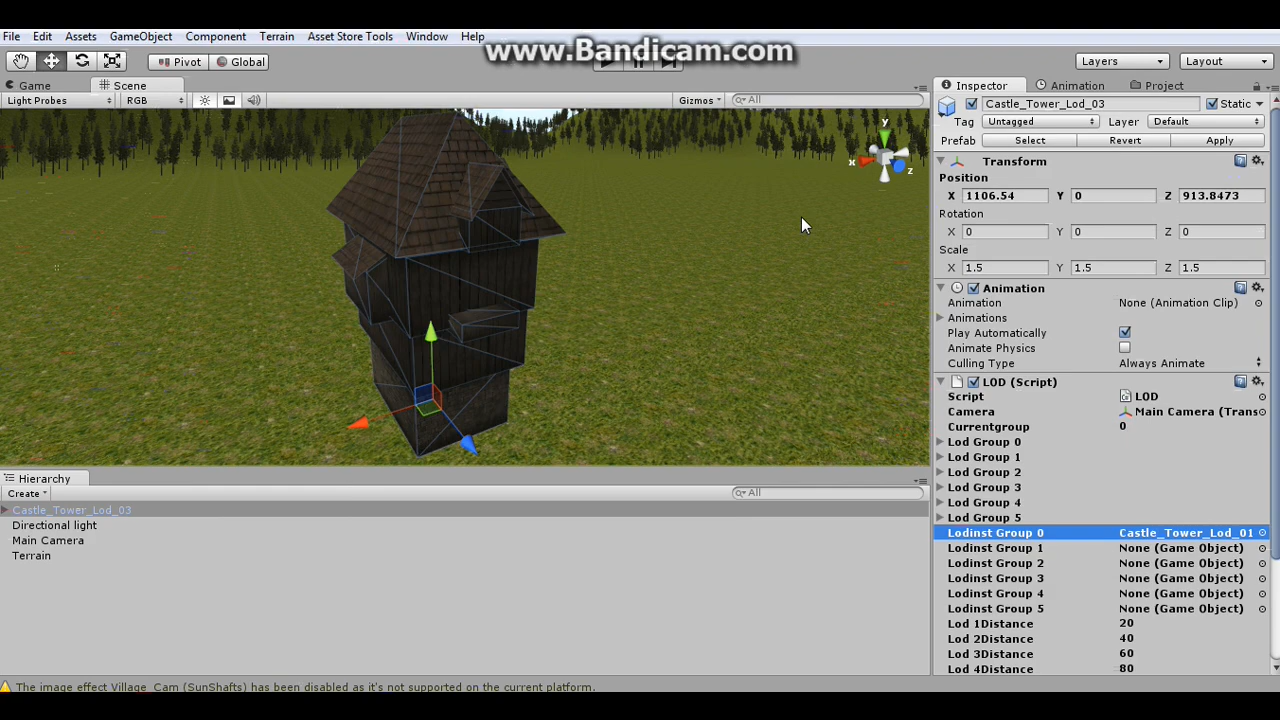 www.Bandicam.com
File Edit Assets GameObject Component Terrain Asset Store Tools Window Help
Pivot Global Layers Layout
Game Scene Inspector Animation Project
Light Probes RGB Gizmos All
Castle_Tower_Lod_03 Static
Tag Untagged Layer Default
Prefab Select Revert Apply
Transform
Position
X 1106.54 Y 0 Z 913.8473
Rotation
X 0 Y 0 Z 0
Scale
X 1.5 Y 1.5 Z 1.5
Animation
Animation None (Animation Clip)
Animations
Play Automatically
Animate Physics
Culling Type Always Animate
LOD (Script)
Script LOD
Camera Main Camera (Trans
Currentgroup 0
Lod Group 0
Lod Group 1
Lod Group 2
Lod Group 3
Lod Group 4
Lod Group 5
Lodinst Group 0 Castle_Tower_Lod_01
Lodinst Group 1 None (Game Object)
Lodinst Group 2 None (Game Object)
Lodinst Group 3 None (Game Object)
Lodinst Group 4 None (Game Object)
Lodinst Group 5 None (Game Object)
Lod 1Distance 20
Lod 2Distance 40
Lod 3Distance 60
Lod 4Distance 80
x y z
Hierarchy
Create All
Castle_Tower_Lod_03
Directional light
Main Camera
Terrain
The image effect Village_Cam (SunShafts) has been disabled as it's not supported on the current platform.